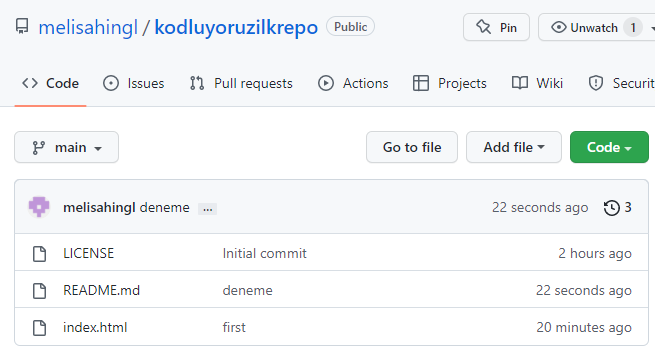 melisahingl / kodluyoruzilkrepo Public Pin Unwatch 1
Code Issues Pull requests Actions Projects Wiki Securit
main Go to file Add file Code
melisahingl deneme ... 22 seconds ago 3
LICENSE Initial commit 2 hours ago
README.md deneme 22 seconds ago
index.html first 20 minutes ago